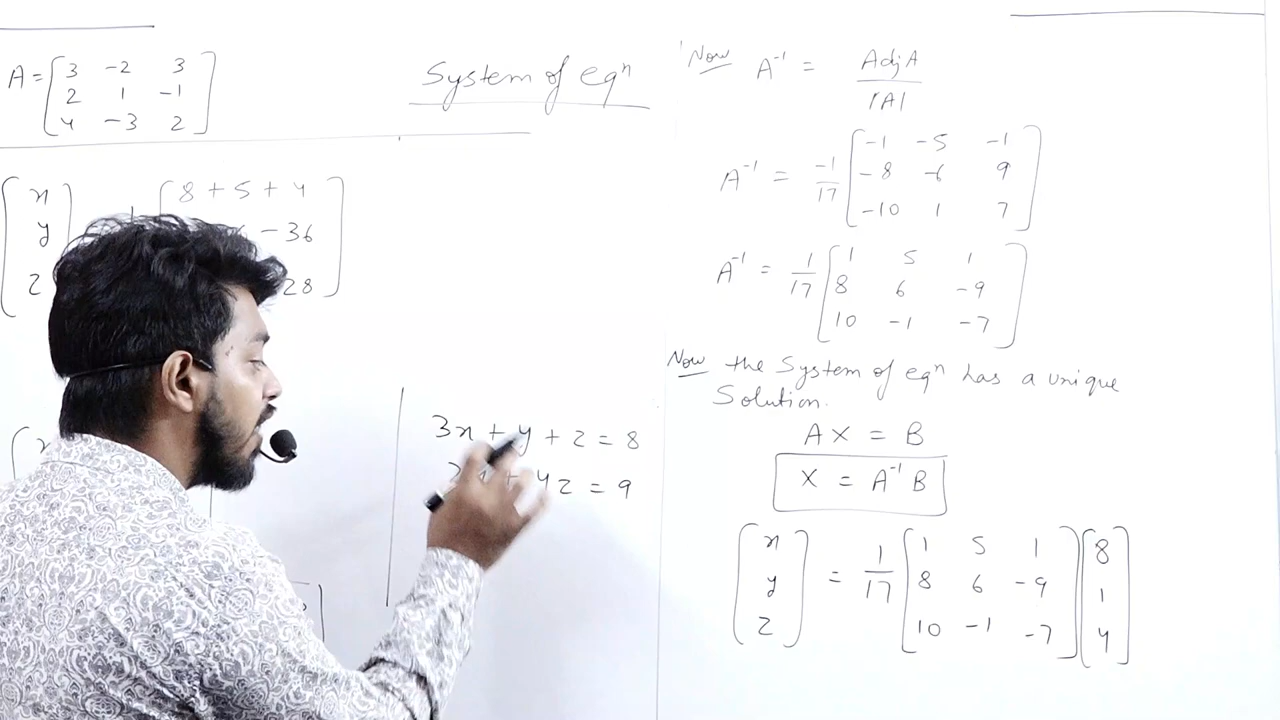 A = [ 3 -2 3
2 1 -1
4 -3 2 ]
System of eqⁿ
x [ 8 + 5 + 4
y - 36
z 28 ]
3x + y + z = 8
4z = 9
Now A⁻¹ = AdjA
|A|
A⁻¹ = -1/17 [ -1 -5 -1
-8 -6 9
-10 1 7 ]
A⁻¹ = 1/17 [ 1 5 1
8 6 -9
10 -1 -7 ]
Now the System of eqⁿ has a unique
Solution.
AX = B
X = A⁻¹ B
[ x y z ] = 1/17 [ 1 5 1
8 6 -9
10 -1 -7 ] [ 8 1 4 ]